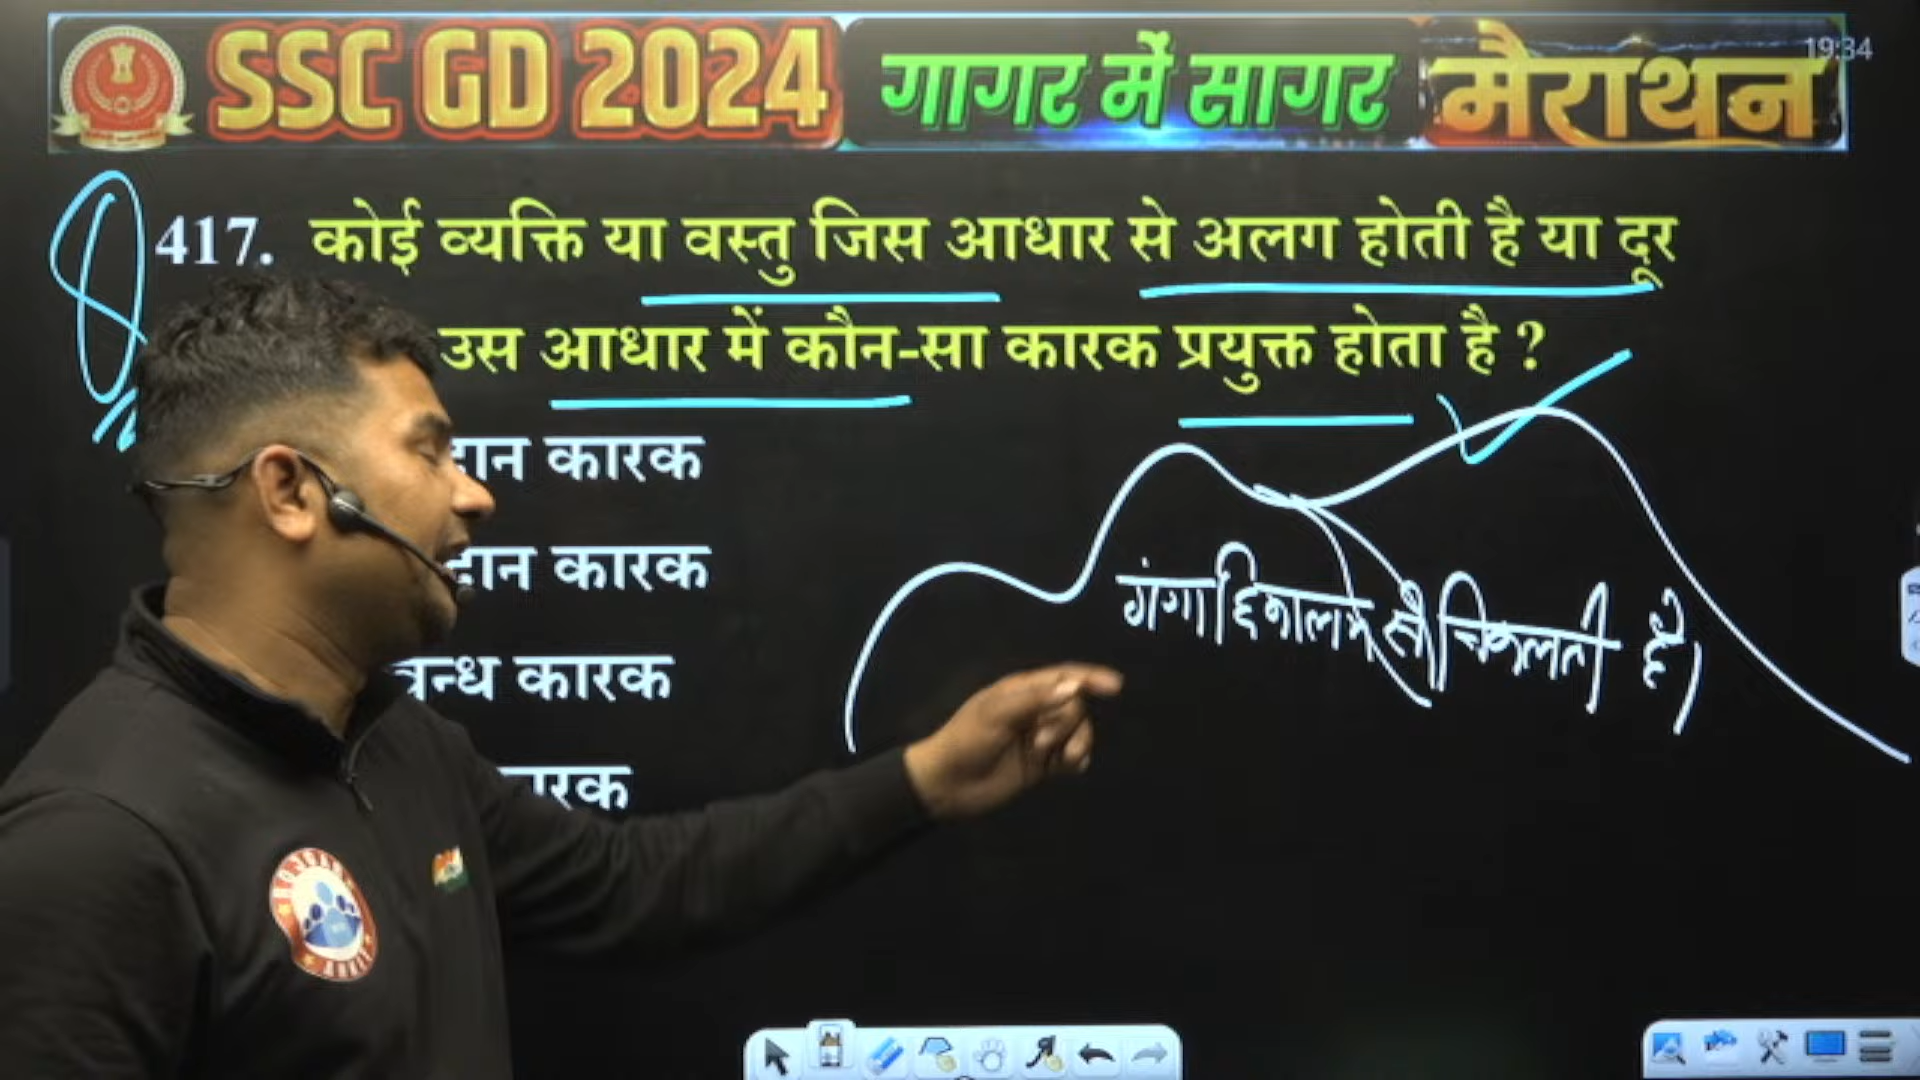 SSC GD 2024 गागर में सागर मैराथन
19:34
417. कोई व्यक्ति या वस्तु जिस आधार से अलग होती है या दूर
उस आधार में कौन-सा कारक प्रयुक्त होता है ?
कारक
कारक
कारक
गंगा हिमालय से निकलती है।